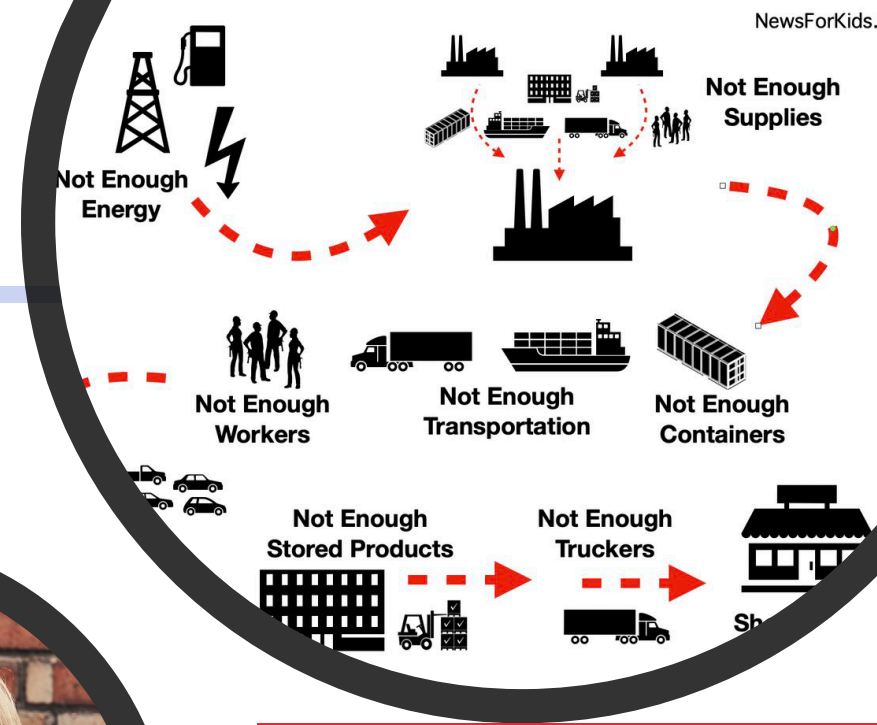 NewsForKids.
Not Enough
Supplies
Not Enough
Energy
Not Enough
Workers
Not Enough
Transportation
Not Enough
Containers
Not Enough
Stored Products
Not Enough
Truckers
Sh